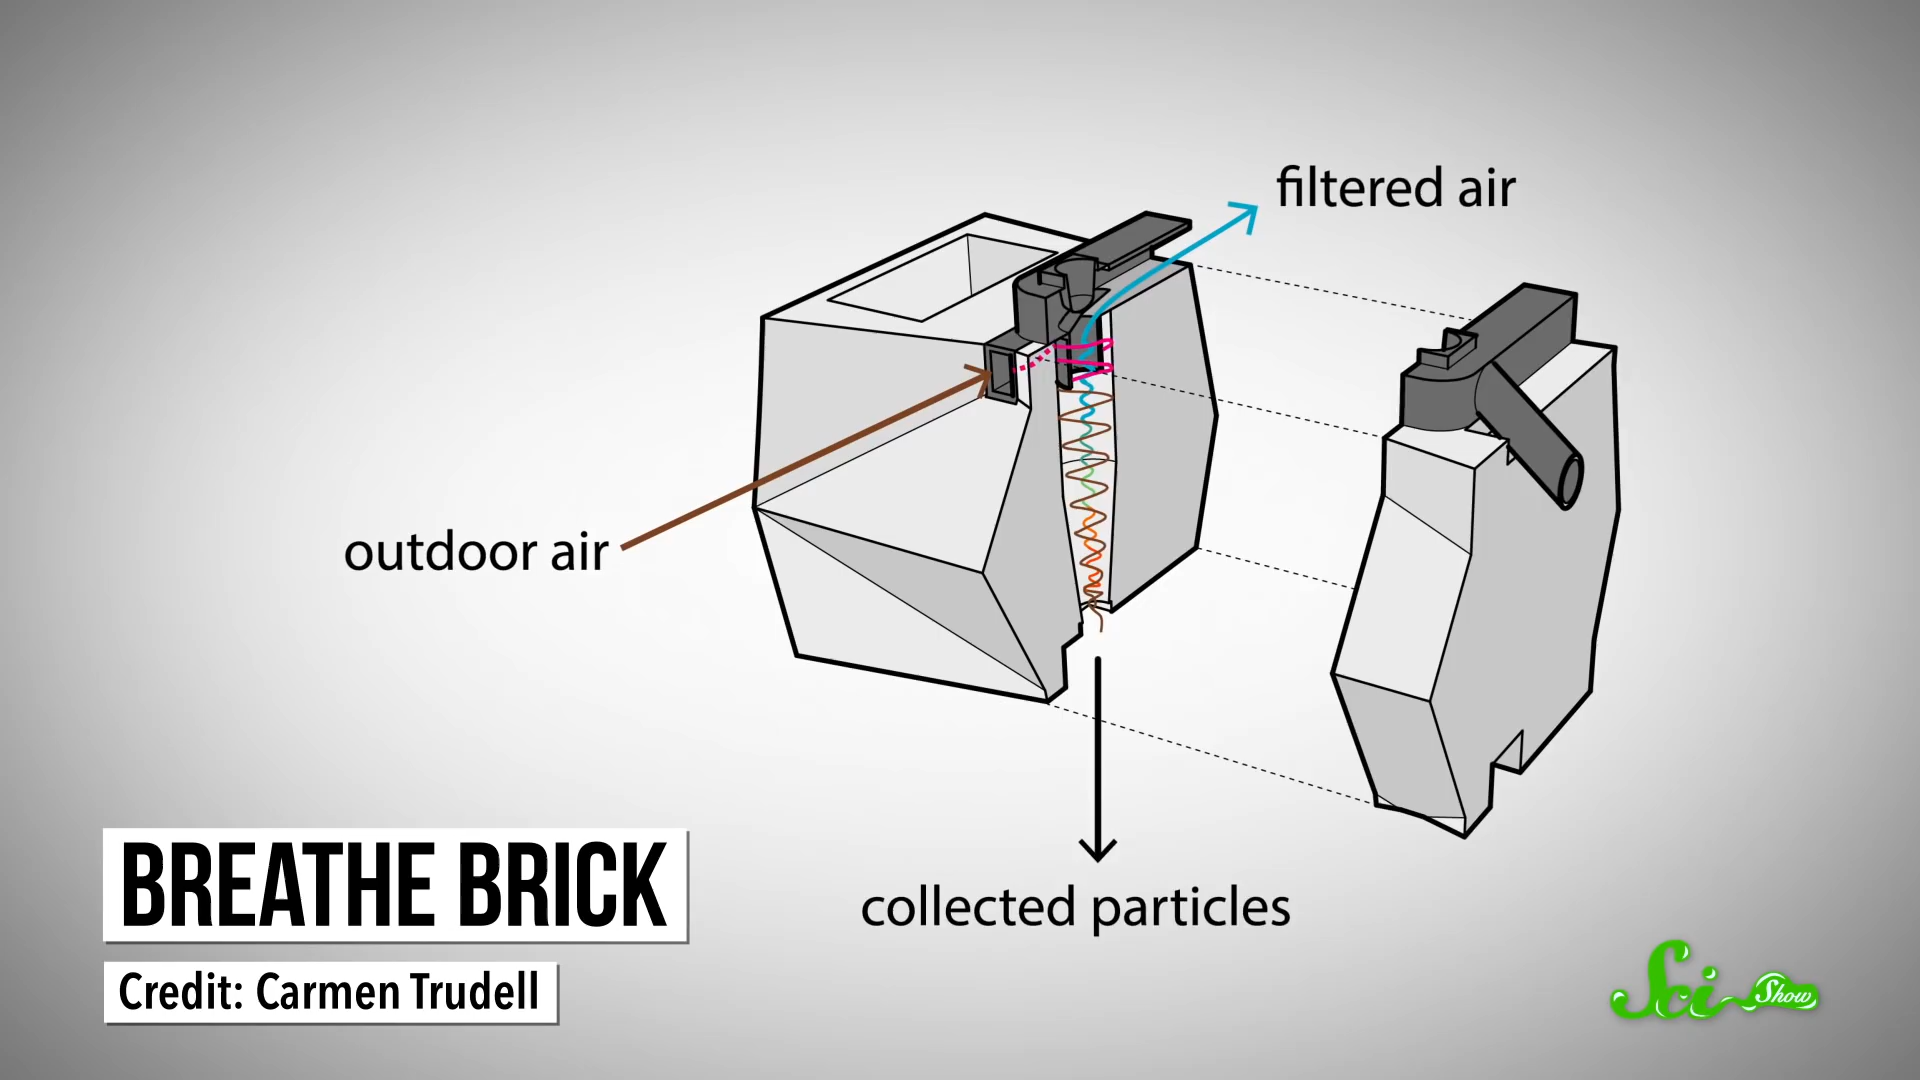 filtered air
outdoor air
collected particles
BREATHE BRICK
Credit: Carmen Trudell
Sci Show